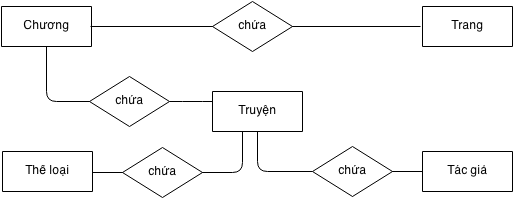 Chương
chứa
Trang
chứa
Truyện
Thể loại
chứa
chứa
Tác giả